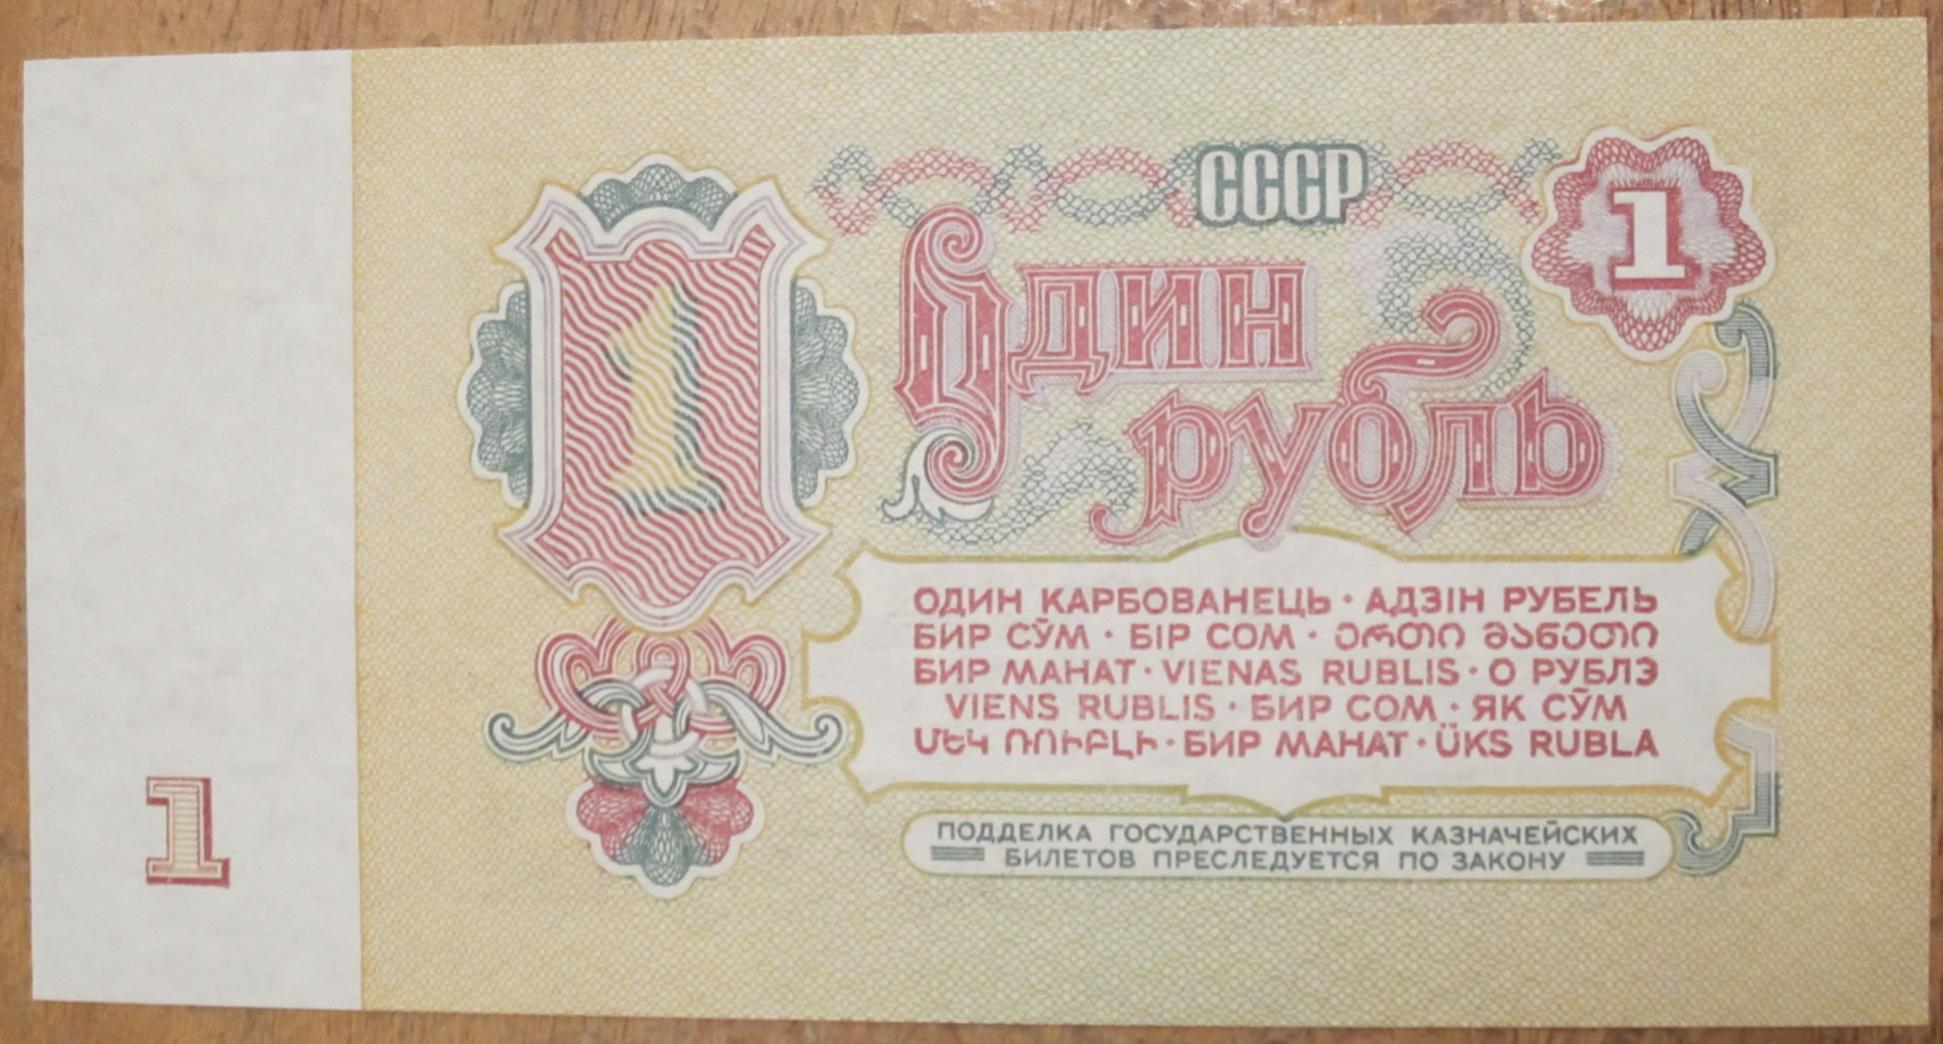 СССР
1
1
Один
рубль
ОДИН КАРБОВАНЕЦЬ · АДЗІН РУБЕЛЬ
БИР СЎМ · БІР СОМ · ᲔᲠᲗᲘ ᲛᲐᲜᲔᲗᲘ
БИР МАНАТ · VIENAS RUBLIS · О РУБЛЭ
VIENS RUBLIS · БИР СОМ · ЯК СӮМ
ՄԵԿ ՌՈՒԲԼԻ · БИР МАНАТ · ÜKS RUBLA
ПОДДЕЛКА ГОСУДАРСТВЕННЫХ КАЗНАЧЕЙСКИХ
БИЛЕТОВ ПРЕСЛЕДУЕТСЯ ПО ЗАКОНУ
1